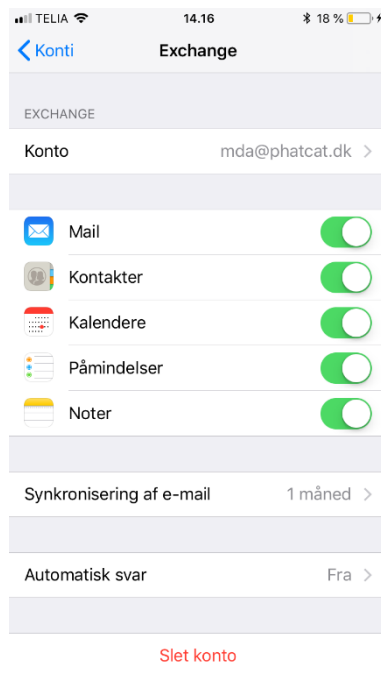 TELIA 14.16 18 %
Konti Exchange
EXCHANGE
Konto mda@phatcat.dk
Mail
Kontakter
Kalendere
Påmindelser
Noter
Synkronisering af e-mail 1 måned
Automatisk svar Fra
Slet konto